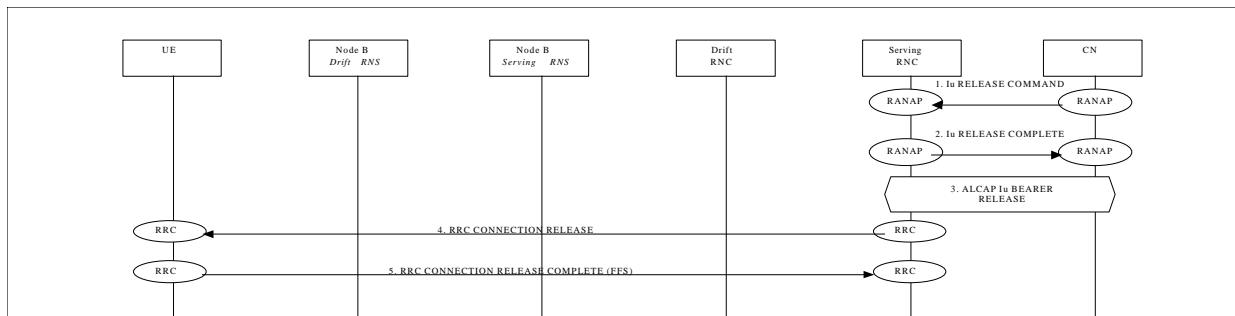 UE
Node B
Drift RNS
Node B
Serving RNS
Drift
RNC
Serving
RNC
CN
1. Iu RELEASE COMMAND
RANAP
RANAP
2. Iu RELEASE COMPLETE
RANAP
RANAP
3. ALCAP Iu BEARER
RELEASE
RRC
4. RRC CONNECTION RELEASE
RRC
RRC
5. RRC CONNECTION RELEASE COMPLETE (FFS)
RRC